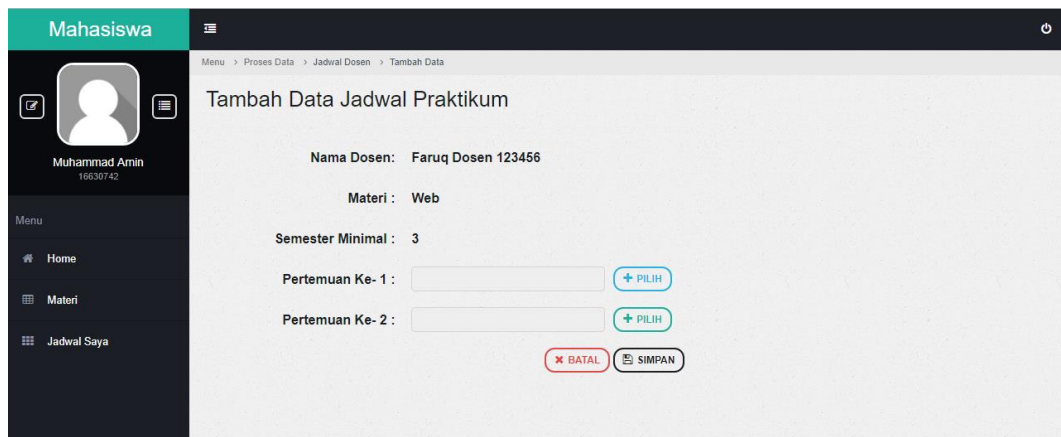 Mahasiswa
Menu > Proses Data > Jadwal Dosen > Tambah Data
Muhammad Amin
16630742
Menu
Home
Materi
Jadwal Saya
Tambah Data Jadwal Praktikum
Nama Dosen: Faruq Dosen 123456
Materi : Web
Semester Minimal : 3
Pertemuan Ke- 1 : + PILIH
Pertemuan Ke- 2 : + PILIH
BATAL SIMPAN